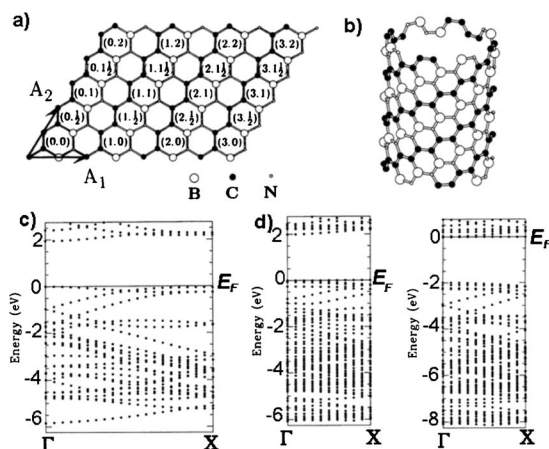 a)
(0.2) (1.2) (2.2) (3.2)
(0.1½) (1.1½) (2.1½) (3.1½)
(0.1) (1.1) (2.1) (3.1)
A2
(0.½) (1.½) (2.½) (3.½)
(0.0) (1.0) (2.0) (3.0)
A1
B C N
b)
c)
Energy (eV)
2
0
-2
-4
-6
EF
Γ X
d)
Energy (eV)
2
0
-2
-4
-6
EF
Γ X
Energy (eV)
0
-2
-4
-6
-8
EF
Γ X